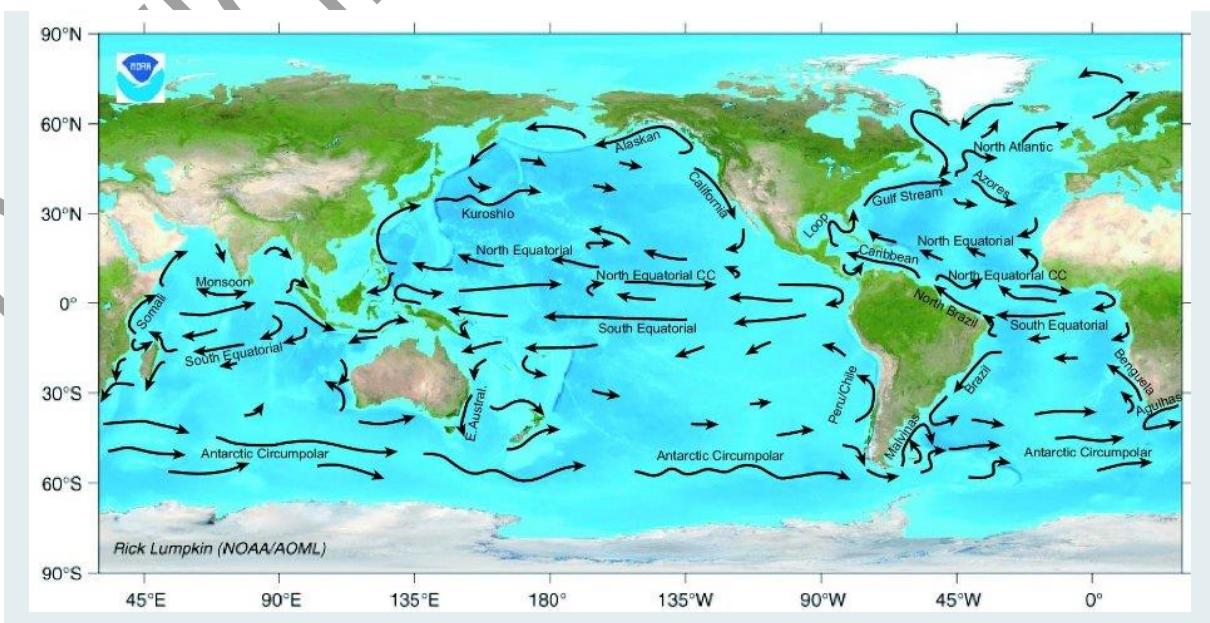 90°N
60°N
30°N
0°
30°S
60°S
90°S
NOAA
Alaskan
California
Kuroshio
North Equatorial
North Equatorial CC
South Equatorial
Monsoon
Somali
South Equatorial
E.Austral.
Antarctic Circumpolar
Antarctic Circumpolar
Peru/Chile
Malvinas
Brazil
North Brazil
Loop
Caribbean
Gulf Stream
North Atlantic
Azores
North Equatorial
North Equatorial CC
South Equatorial
Benguela
Agulhas
Antarctic Circumpolar
Rick Lumpkin (NOAA/AOML)
45°E
90°E
135°E
180°
135°W
90°W
45°W
0°